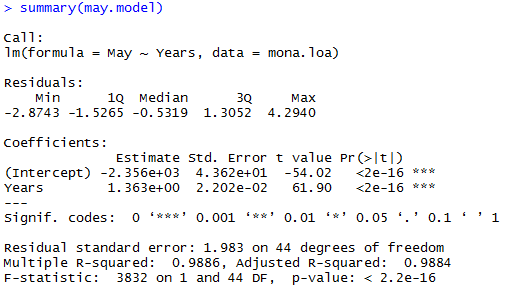 > summary(may.model)
Call:
lm(formula = May ~ Years, data = mona.loa)
Residuals:
    Min      1Q  Median      3Q     Max
-2.8743 -1.5265 -0.5319  1.3052  4.2940
Coefficients:
              Estimate Std. Error t value Pr(>|t|)
(Intercept) -2.356e+03  4.362e+01  -54.02   <2e-16 ***
Years        1.363e+00  2.202e-02   61.90   <2e-16 ***
---
Signif. codes:  0 ‘***’ 0.001 ‘**’ 0.01 ‘*’ 0.05 ‘.’ 0.1 ‘ ’ 1
Residual standard error: 1.983 on 44 degrees of freedom
Multiple R-squared:  0.9886, Adjusted R-squared:  0.9884
F-statistic:  3832 on 1 and 44 DF,  p-value: < 2.2e-16